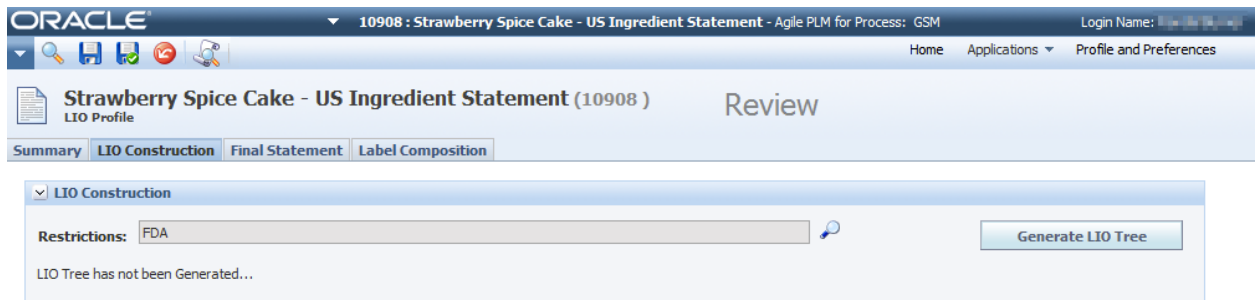 ORACLE 10908 : Strawberry Spice Cake - US Ingredient Statement - Agile PLM for Process: GSM Login Name:
Home Applications Profile and Preferences
Strawberry Spice Cake - US Ingredient Statement (10908 ) Review
LIO Profile
Summary LIO Construction Final Statement Label Composition
LIO Construction
Restrictions: FDA Generate LIO Tree
LIO Tree has not been Generated...